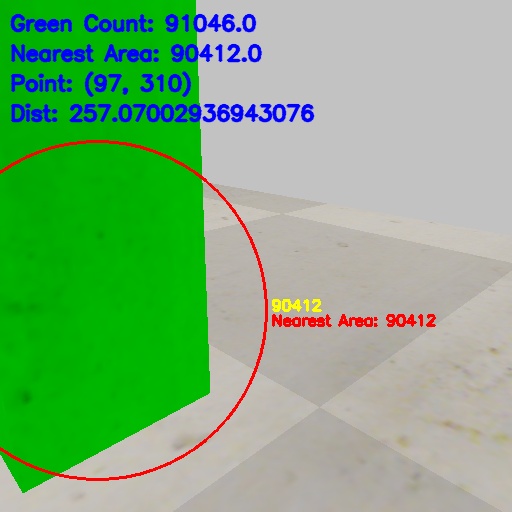 Green Count: 91046.0
Nearest Area: 90412.0
Point: (97, 310)
Dist: 257.07002936943076
90412
Nearest Area: 90412